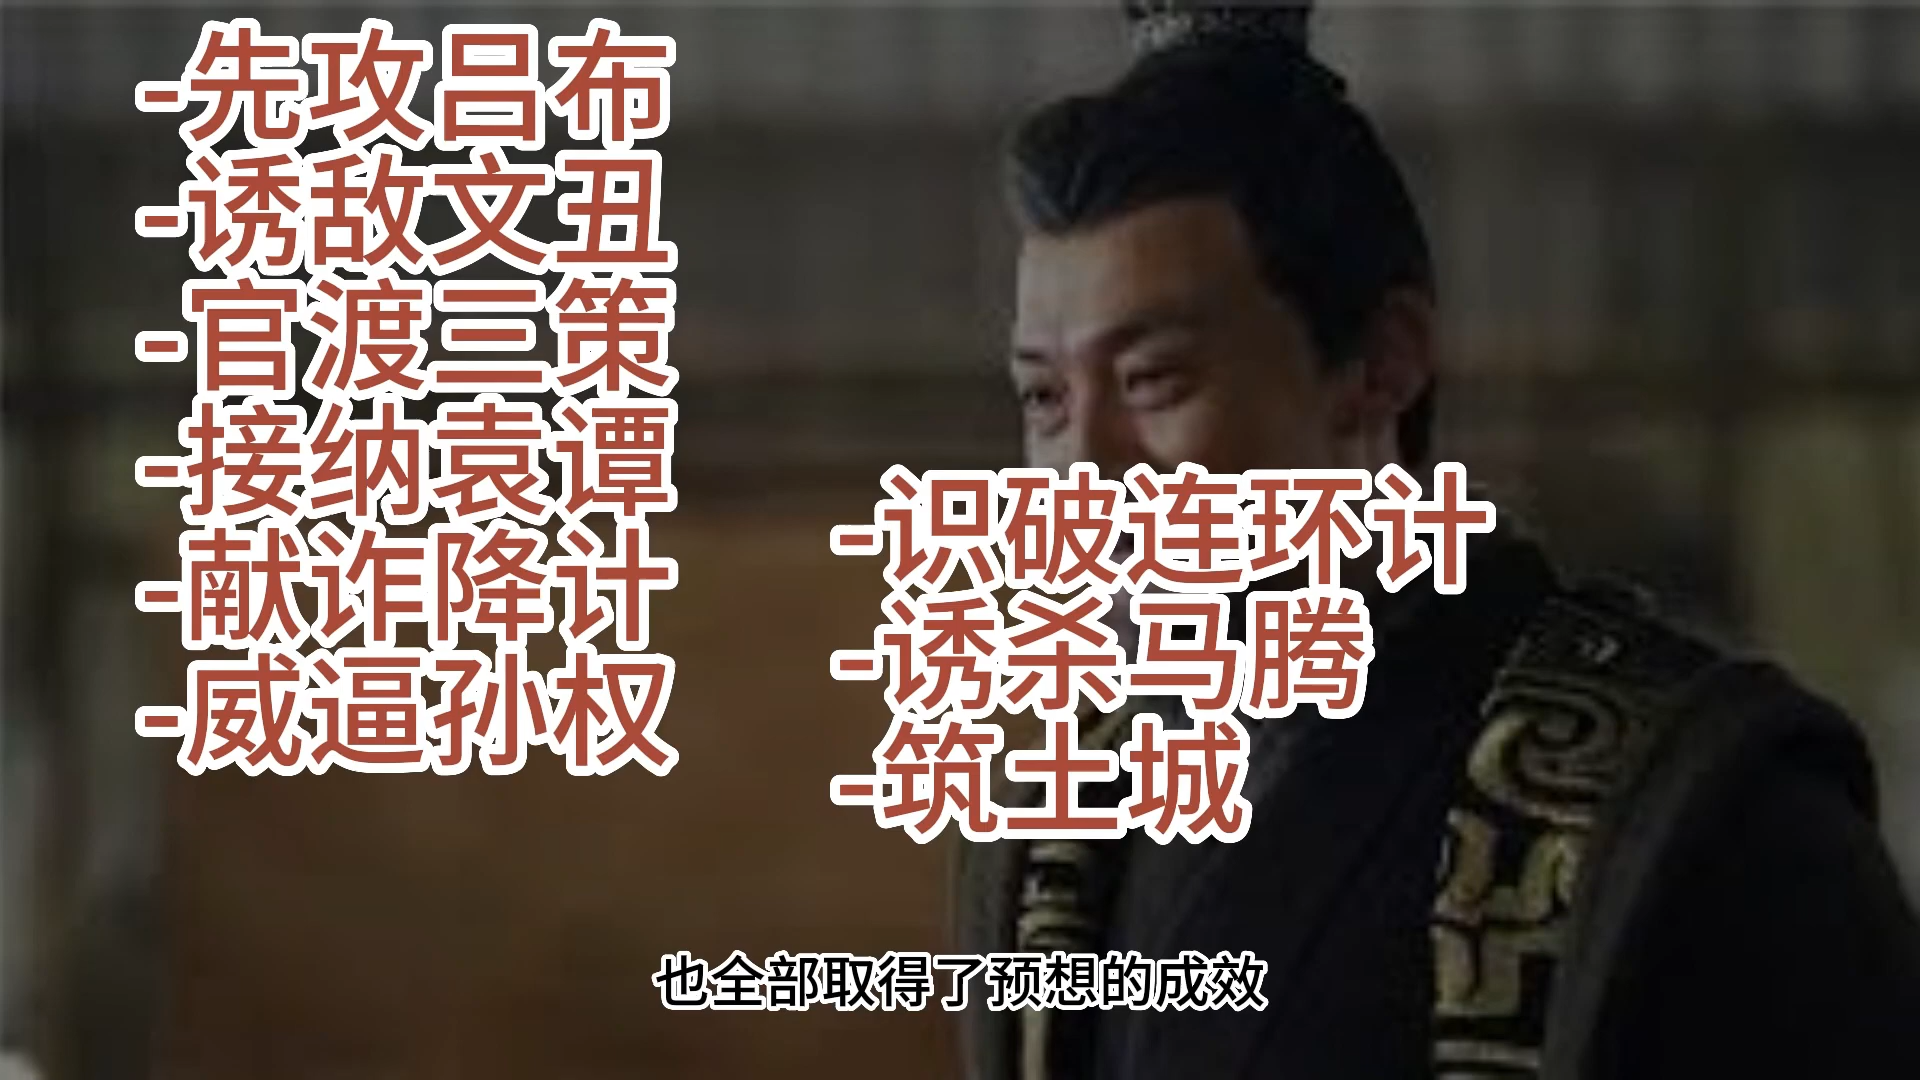 -先攻吕布
-诱敌文丑
-官渡三策
-接纳袁谭
-献诈降计
-威逼孙权
-识破连环计
-诱杀马腾
-筑土城
也全部取得了预想的成效